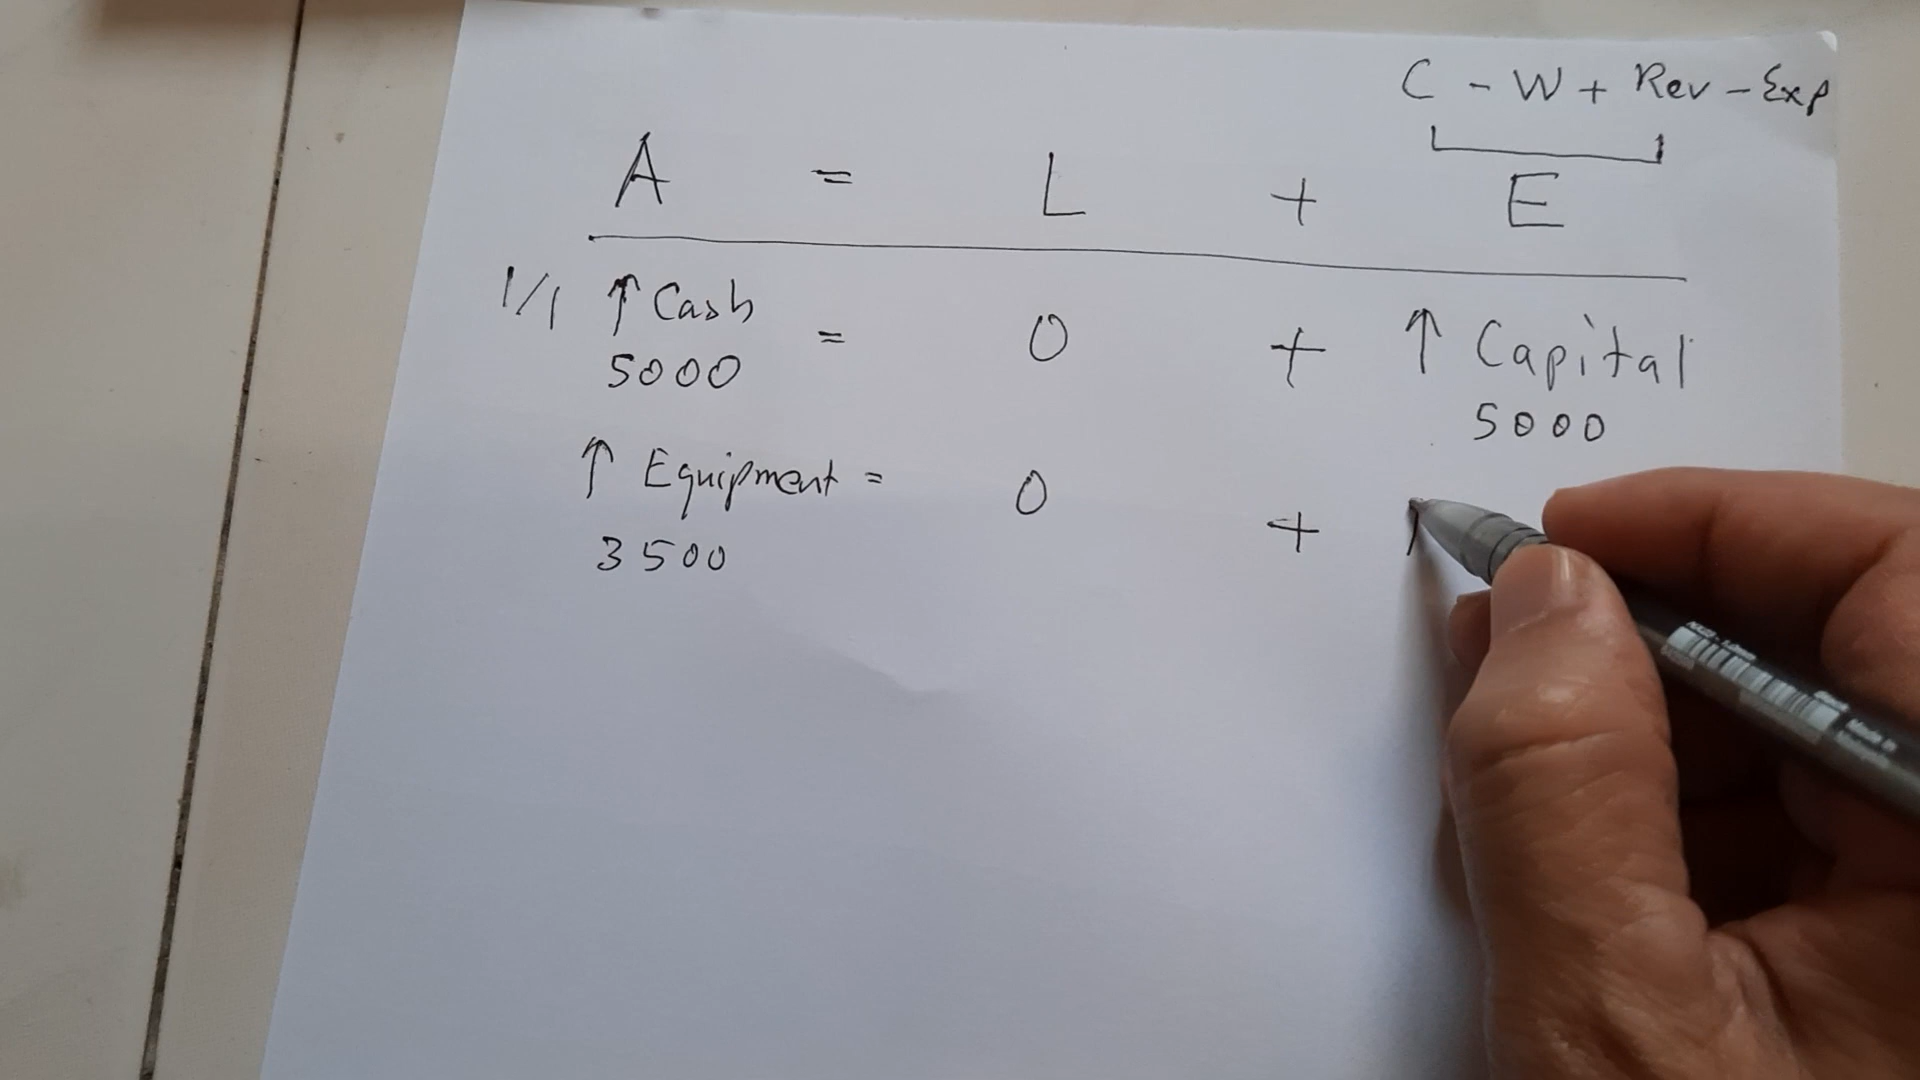 C - W + Rev - Exp
A = L + E
1/1 ↑ Cash = 0 + ↑ Capital
5000 5000
↑ Equipment = 0 +
3500